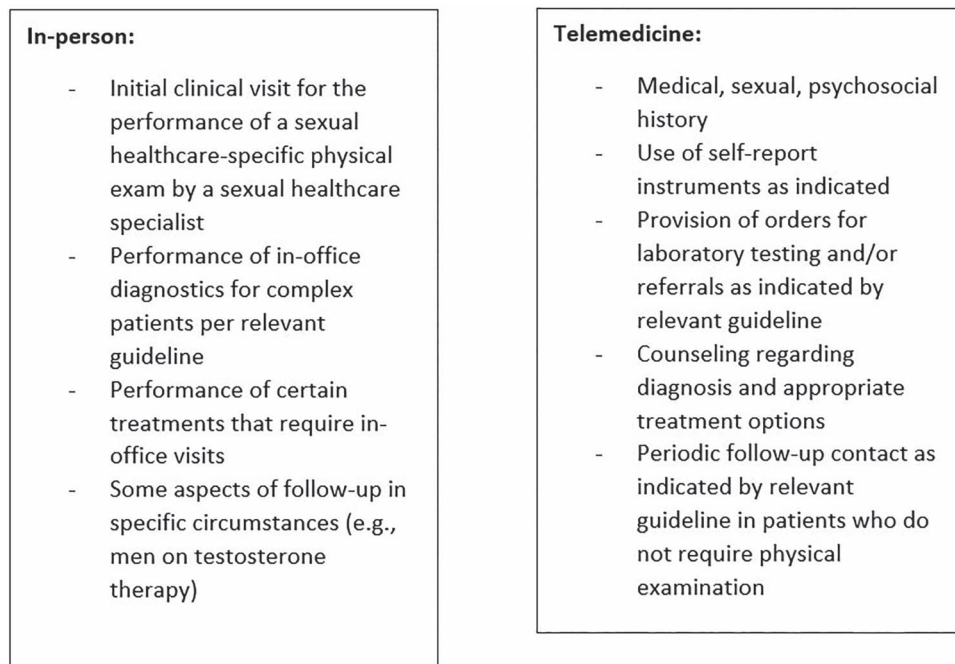 In-person:
- Initial clinical visit for the
performance of a sexual
healthcare-specific physical
exam by a sexual healthcare
specialist
- Performance of in-office
diagnostics for complex
patients per relevant
guideline
- Performance of certain
treatments that require in-
office visits
- Some aspects of follow-up in
specific circumstances (e.g.,
men on testosterone
therapy)
Telemedicine:
- Medical, sexual, psychosocial
history
- Use of self-report
instruments as indicated
- Provision of orders for
laboratory testing and/or
referrals as indicated by
relevant guideline
- Counseling regarding
diagnosis and appropriate
treatment options
- Periodic follow-up contact as
indicated by relevant
guideline in patients who do
not require physical
examination